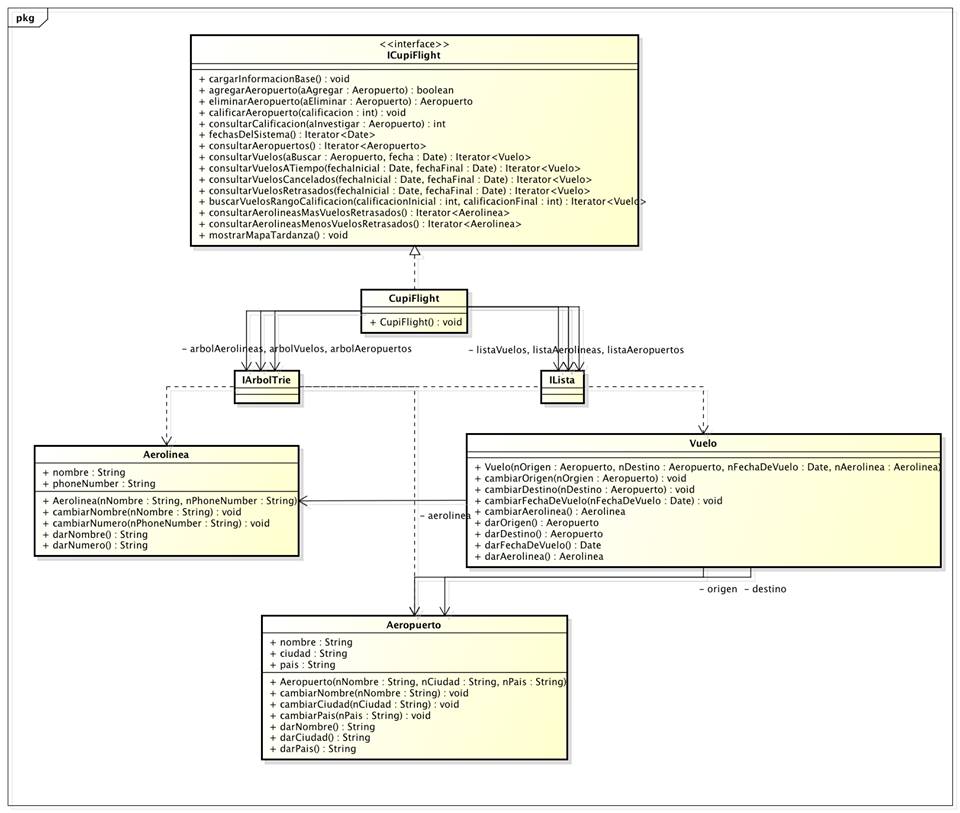 pkg
<<interface>>
ICupiFlight
+ cargarInformacionBase() : void
+ agregarAeropuerto(aAgregar : Aeropuerto) : boolean
+ eliminarAeropuerto(aEliminar : Aeropuerto) : Aeropuerto
+ calificarAeropuerto(calificacion : int) : void
+ consultarCalificacion(aInvestigar : Aeropuerto) : int
+ fechasDelSistema() : Iterator<Date>
+ consultarAeropuertos() : Iterator<Aeropuerto>
+ consultarVuelos(aBuscar : Aeropuerto, fecha : Date) : Iterator<Vuelo>
+ consultarVuelosATiempo(fechaInicial : Date, fechaFinal : Date) : Iterator<Vuelo>
+ consultarVuelosCancelados(fechaInicial : Date, fechaFinal : Date) : Iterator<Vuelo>
+ consultarVuelosRetrasados(fechaInicial : Date, fechaFinal : Date) : Iterator<Vuelo>
+ buscarVuelosRangoCalificacion(calificacionInicial : int, calificacionFinal : int) : Iterator<Vuelo>
+ consultarAerolineasMasVuelosRetrasados() : Iterator<Aerolinea>
+ consultarAerolineasMenosVuelosRetrasados() : Iterator<Aerolinea>
+ mostrarMapaTardanza() : void
CupiFlight
+ CupiFlight() : void
- arbolAerolineas, arbolVuelos, arbolAeropuertos
- listaVuelos, listaAerolineas, listaAeropuertos
IArbolTrie
ILista
Aerolinea
+ nombre : String
+ phoneNumber : String
+ Aerolinea(nNombre : String, nPhoneNumber : String)
+ cambiarNombre(nNombre : String) : void
+ cambiarNumero(nPhoneNumber : String) : void
+ darNombre() : String
+ darNumero() : String
Vuelo
+ Vuelo(nOrigen : Aeropuerto, nDestino : Aeropuerto, nFechaDeVuelo : Date, nAerolinea : Aerolinea)
+ cambiarOrigen(nOrgien : Aeropuerto) : void
+ cambiarDestino(nDestino : Aeropuerto) : void
+ cambiarFechaDeVuelo(nFechaDeVuelo : Date) : void
+ cambiarAerolinea() : Aerolinea
+ darOrigen() : Aeropuerto
+ darDestino() : Aeropuerto
+ darFechaDeVuelo() : Date
+ darAerolinea() : Aerolinea
- aerolinea
- origen - destino
Aeropuerto
+ nombre : String
+ ciudad : String
+ pais : String
+ Aeropuerto(nNombre : String, nCiudad : String, nPais : String)
+ cambiarNombre(nNombre : String) : void
+ cambiarCiudad(nCiudad : String) : void
+ cambiarPais(nPais : String) : void
+ darNombre() : String
+ darCiudad() : String
+ darPais() : String